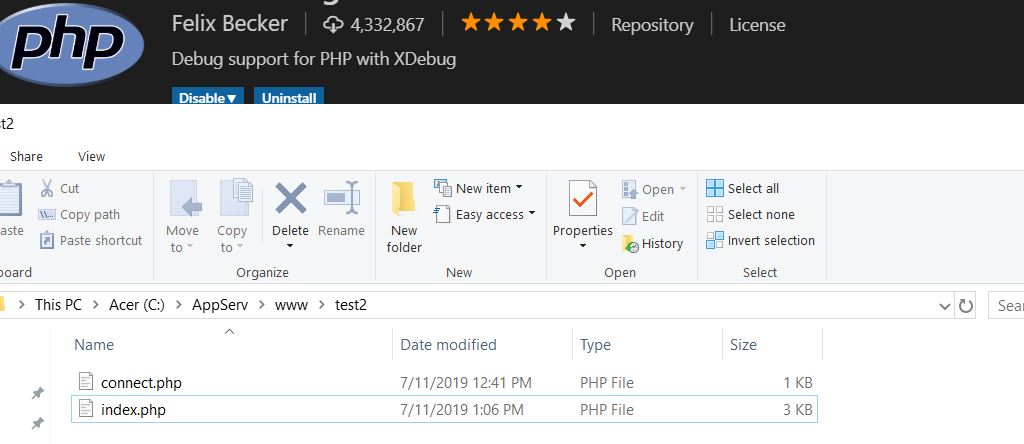 php
Felix Becker | 4,332,867 | Repository | License
Debug support for PHP with XDebug
Disable▼ Uninstall
Share View
Cut
Copy path
Paste shortcut
Move to
Copy to
Delete
Rename
Organize
New folder
New item
Easy access
New
Properties
Open
Edit
History
Open
Select all
Select none
Invert selection
Select
This PC > Acer (C:) > AppServ > www > test2
Name Date modified Type Size
connect.php 7/11/2019 12:41 PM PHP File 1 KB
index.php 7/11/2019 1:06 PM PHP File 3 KB